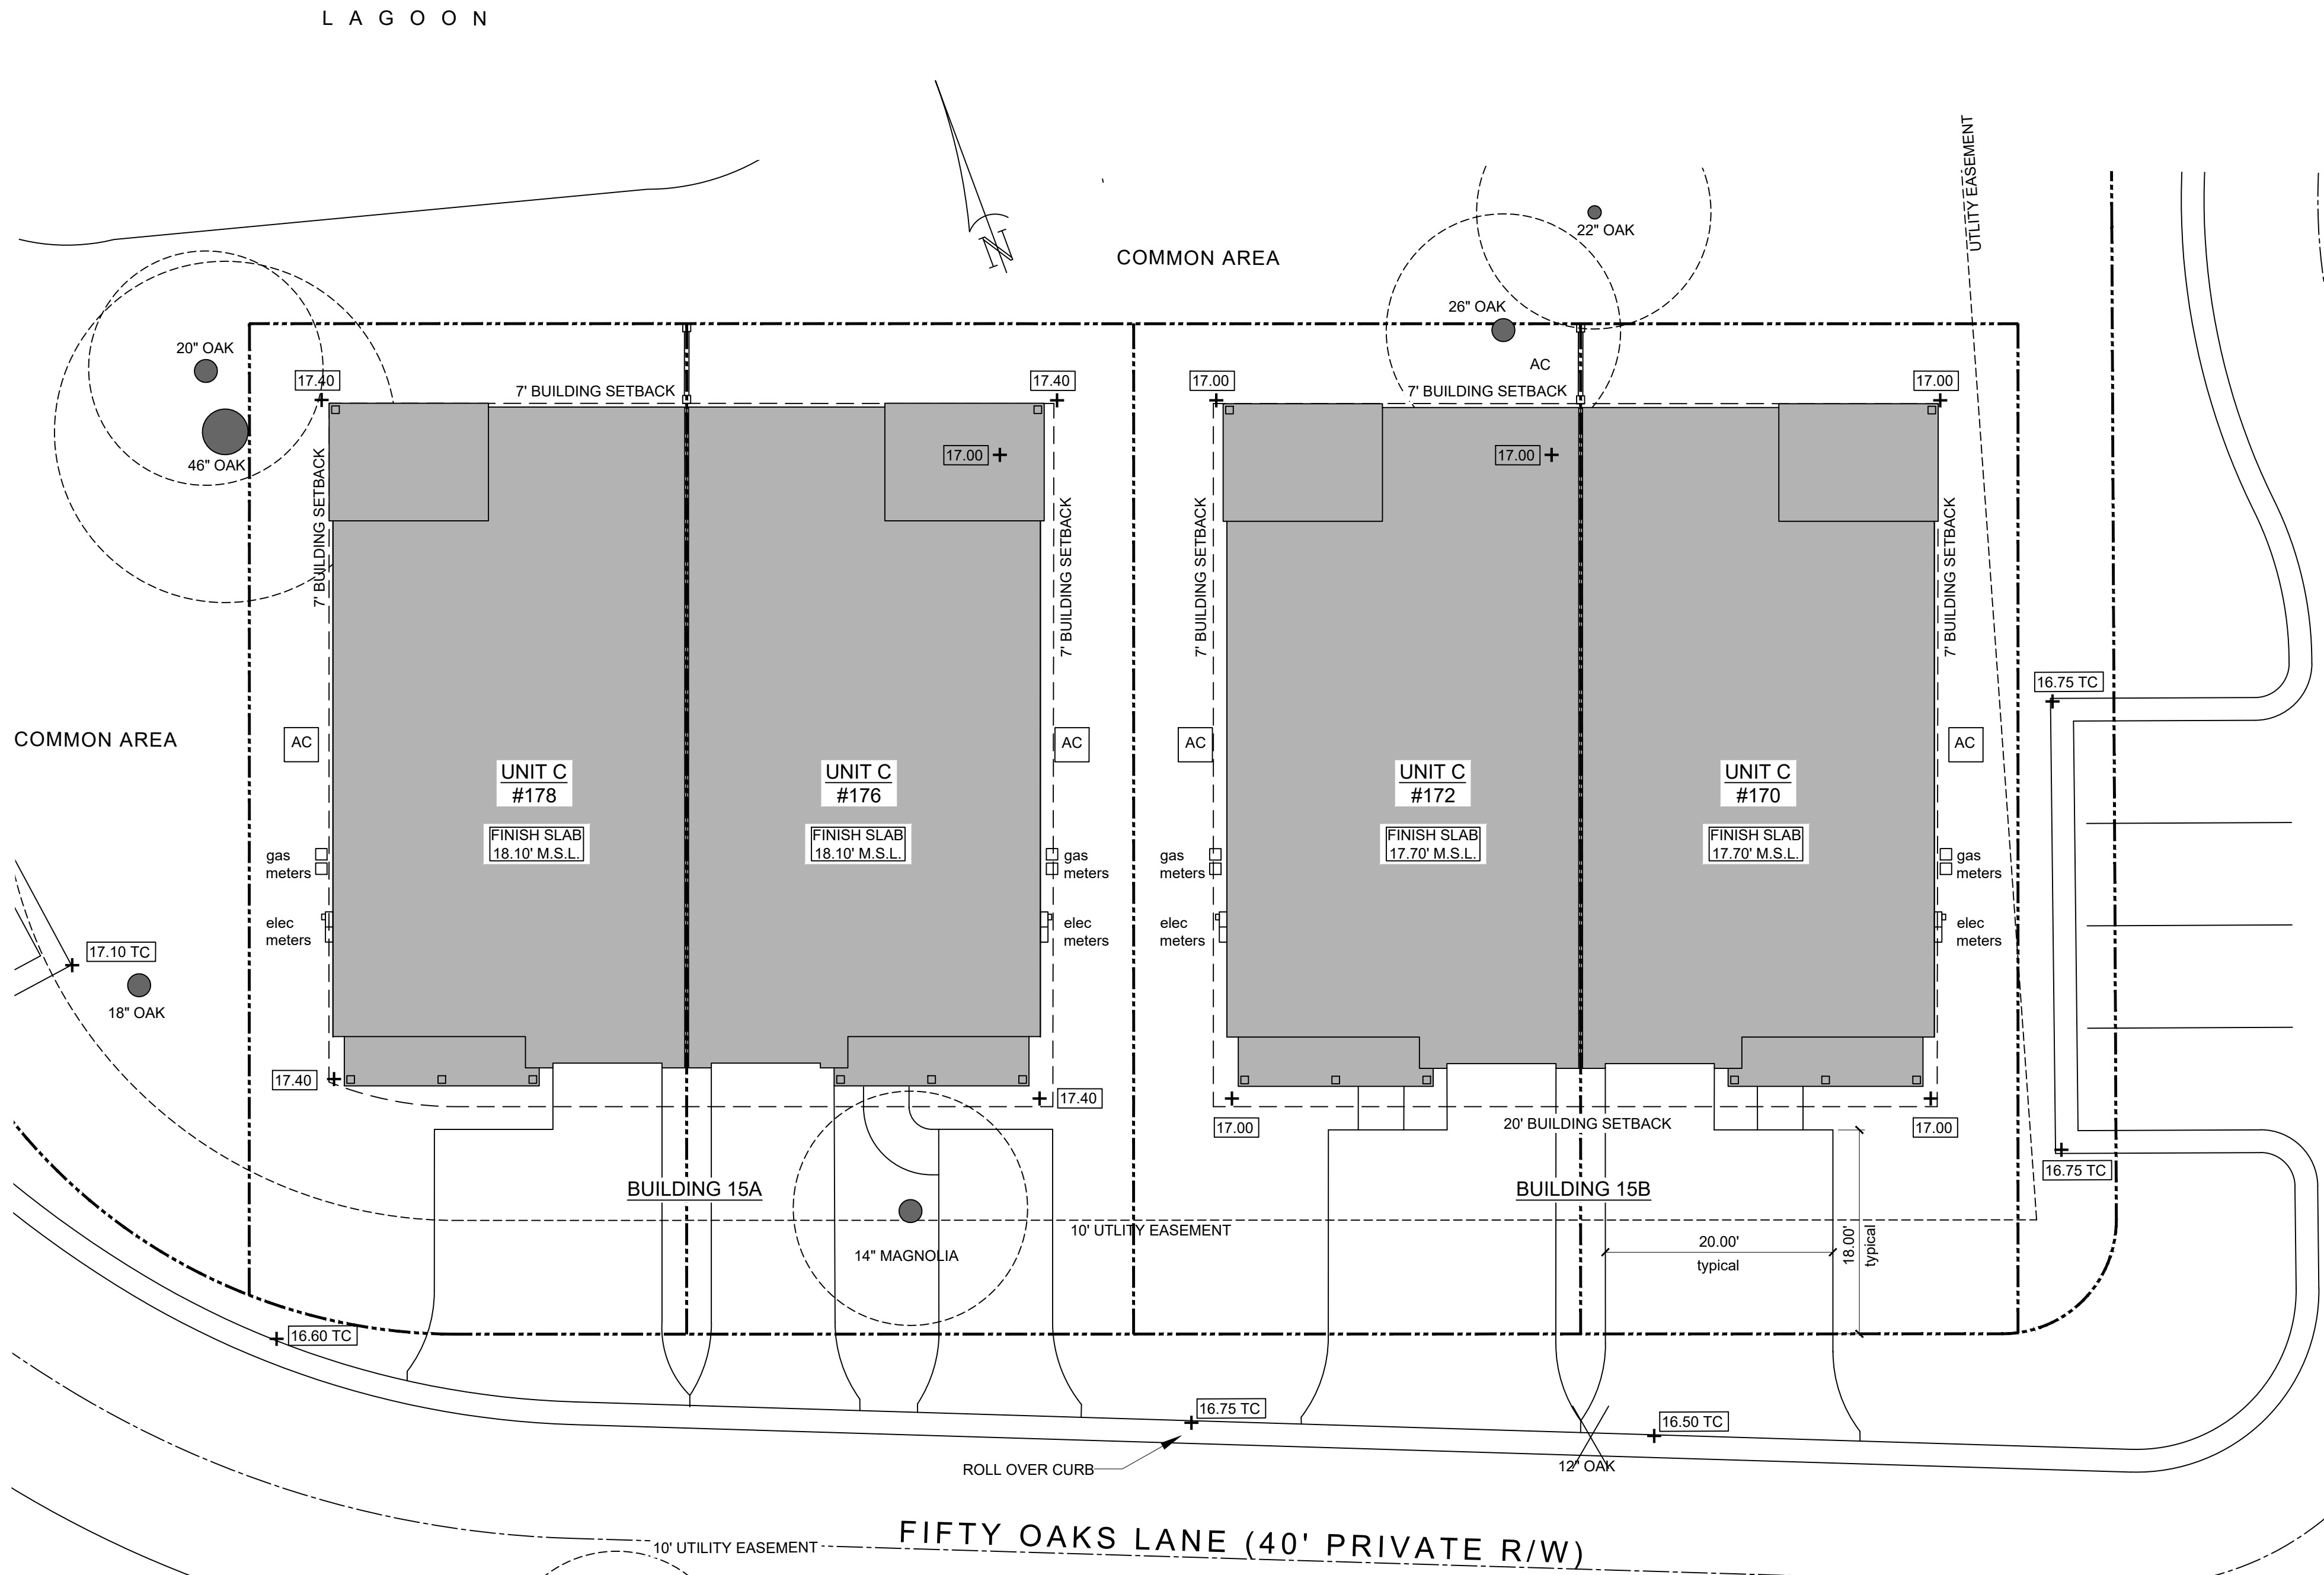 LAGOON
UTLITY EASEMENT
N
22" OAK
COMMON AREA
26" OAK
20" OAK
AC
17.40
7' BUILDING SETBACK
17.40
17.00
7' BUILDING SETBACK
17.00
46" OAK
17.00
17.00
7' BUILDING SETBACK
7' BUILDING SETBACK
7' BUILDING SETBACK
7' BUILDING SETBACK
16.75 TC
COMMON AREA
AC
AC
AC
AC
UNIT C
#178
UNIT C
#176
UNIT C
#172
UNIT C
#170
FINISH SLAB
18.10' M.S.L.
FINISH SLAB
18.10' M.S.L.
FINISH SLAB
17.70' M.S.L.
FINISH SLAB
17.70' M.S.L.
gas
meters
gas
meters
gas
meters
gas
meters
elec
meters
elec
meters
elec
meters
elec
meters
17.10 TC
18" OAK
17.40
17.40
17.00
20' BUILDING SETBACK
17.00
16.75 TC
BUILDING 15A
BUILDING 15B
10' UTLITY EASEMENT
14" MAGNOLIA
20.00'
typical
18.00'
typical
16.60 TC
16.75 TC
16.50 TC
ROLL OVER CURB
12" OAK
FIFTY OAKS LANE (40' PRIVATE R/W)
10' UTILITY EASEMENT